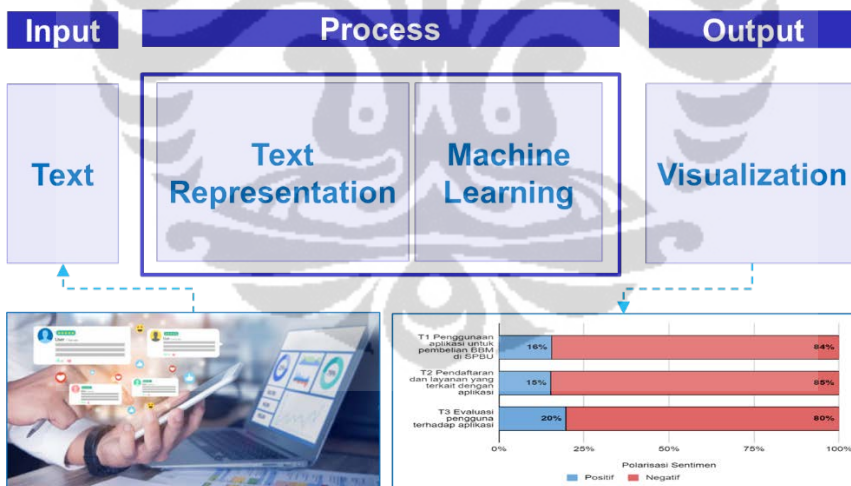 Input
Process
Output
Text
Text
Representation
Machine
Learning
Visualization
T1 Penggunaan
aplikasi untuk
pembelian BBM
di SPBU
16%
84%
T2 Pendaftaran
dan layanan yang
terkait dengan
aplikasi
15%
85%
T3 Evaluasi
pengguna
terhadap aplikasi
20%
80%
0%
25%
50%
75%
100%
Polarisasi Sentimen
Positif
Negatif